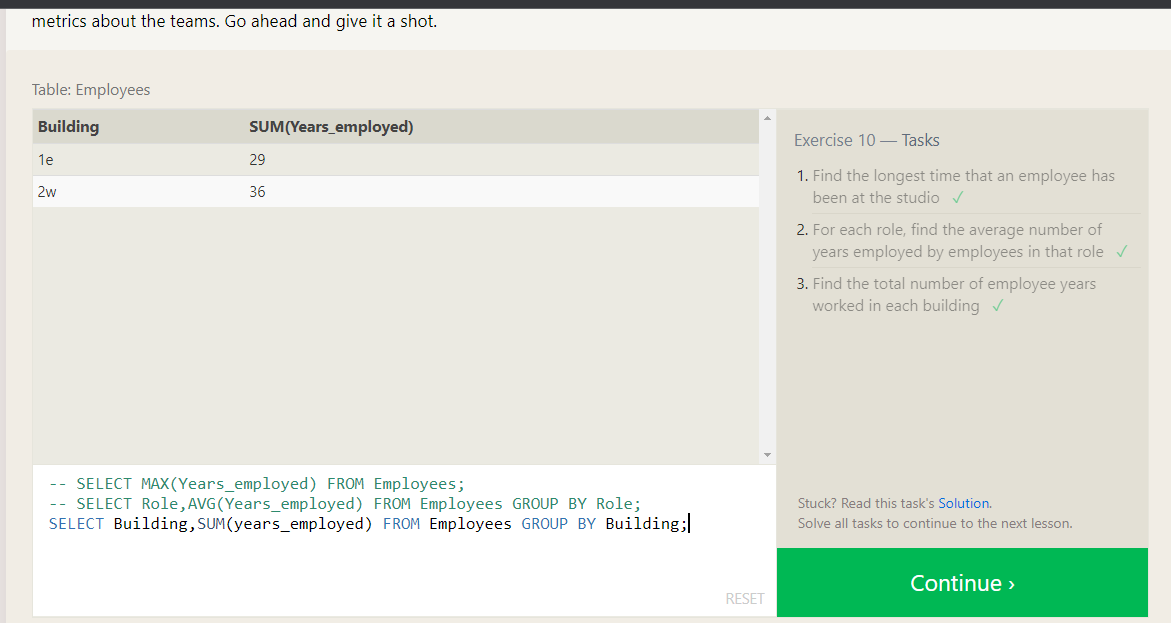 metrics about the teams. Go ahead and give it a shot.
Table: Employees
Building SUM(Years_employed)
1e 29
2w 36
-- SELECT MAX(Years_employed) FROM Employees;
-- SELECT Role,AVG(Years_employed) FROM Employees GROUP BY Role;
SELECT Building,SUM(years_employed) FROM Employees GROUP BY Building;
RESET
Exercise 10 — Tasks
1. Find the longest time that an employee has
been at the studio ✓
2. For each role, find the average number of
years employed by employees in that role ✓
3. Find the total number of employee years
worked in each building ✓
Stuck? Read this task's Solution.
Solve all tasks to continue to the next lesson.
Continue ›